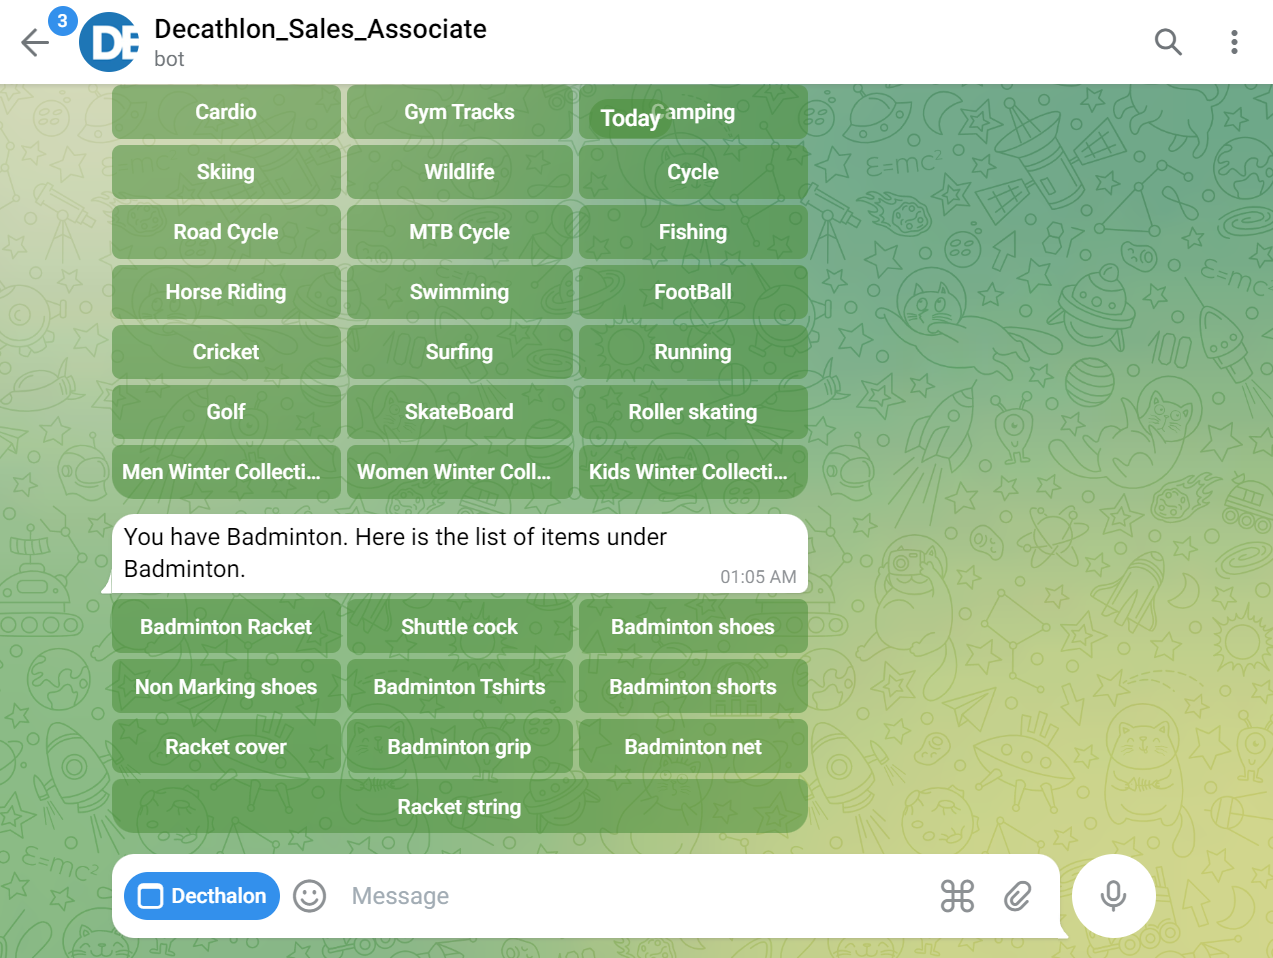 3
DE
Decathlon_Sales_Associate
bot
Cardio
Gym Tracks
Camping
Today
Skiing
Wildlife
Cycle
Road Cycle
MTB Cycle
Fishing
Horse Riding
Swimming
FootBall
Cricket
Surfing
Running
Golf
SkateBoard
Roller skating
Men Winter Collecti...
Women Winter Coll...
Kids Winter Collecti...
You have Badminton. Here is the list of items under
Badminton.
01:05 AM
Badminton Racket
Shuttle cock
Badminton shoes
Non Marking shoes
Badminton Tshirts
Badminton shorts
Racket cover
Badminton grip
Badminton net
Racket string
Decthalon
Message